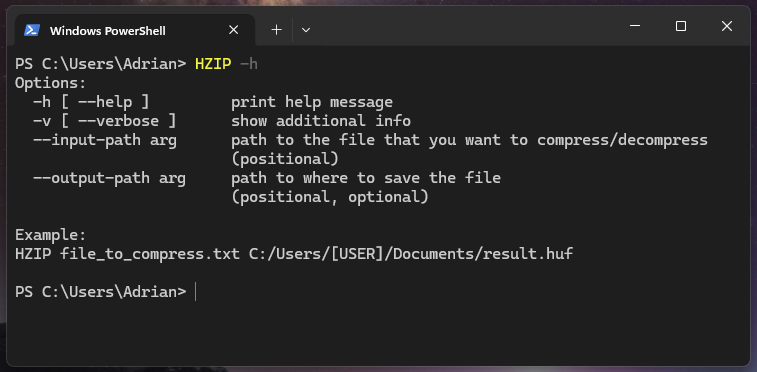 Windows PowerShell
PS C:\Users\Adrian> HZIP -h
Options:
  -h [ --help ]         print help message
  -v [ --verbose ]      show additional info
  --input-path arg      path to the file that you want to compress/decompress
                        (positional)
  --output-path arg     path to where to save the file
                        (positional, optional)

Example:
HZIP file_to_compress.txt C:/Users/[USER]/Documents/result.huf

PS C:\Users\Adrian>